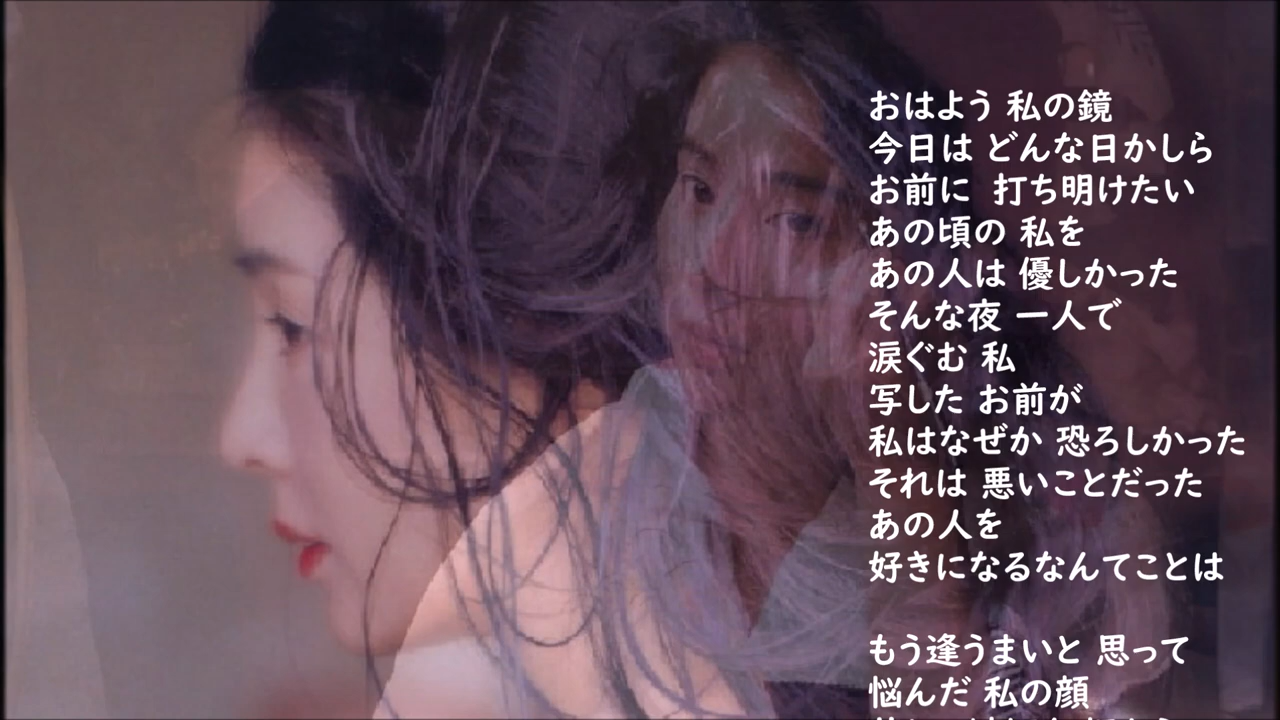 おはよう 私の鏡
今日は どんな日かしら
お前に 打ち明けたい
あの頃の 私を
あの人は 優しかった
そんな夜 一人で
涙ぐむ 私
写した お前が
私はなぜか 恐ろしかった
それは 悪いことだった
あの人を
好きになるなんてことは
もう逢うまいと 思って
悩んだ 私の顔